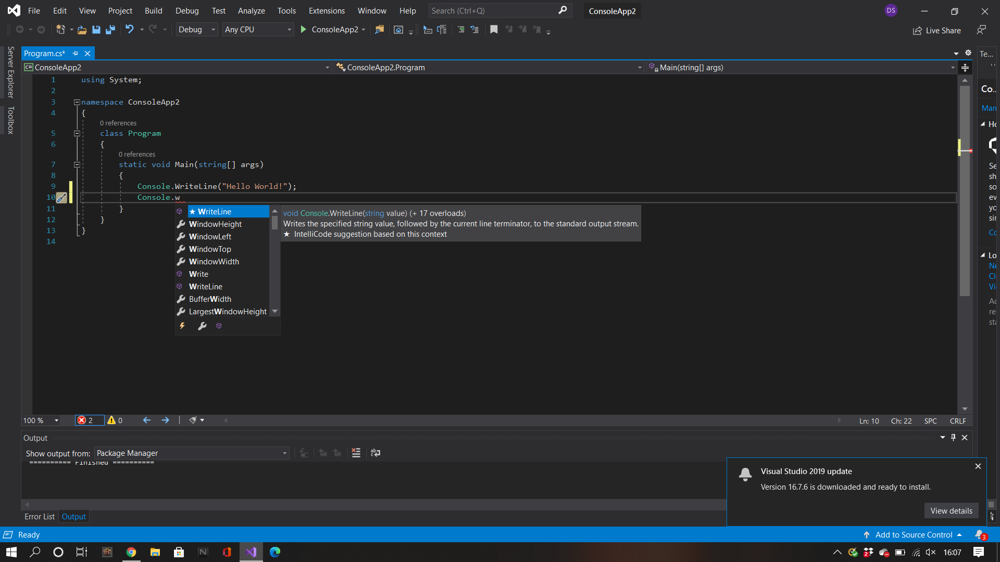 File Edit View Project Build Debug Test Analyze Tools Extensions Window Help Search (Ctrl+Q) ConsoleApp2 DS
Debug Any CPU ConsoleApp2 Live Share
Server Explorer
Toolbox
Program.cs*
Te...
C# ConsoleApp2 ConsoleApp2.Program Main(string[] args)
1 using System;
2
3 namespace ConsoleApp2
4 {
0 references
5 class Program
6 {
0 references
7 static void Main(string[] args)
8 {
9 Console.WriteLine("Hello World!");
10 Console.w
11 }
12 }
13 }
14
★ WriteLine
WindowHeight
WindowLeft
WindowTop
WindowWidth
Write
WriteLine
BufferWidth
LargestWindowHeight
void Console.WriteLine(string value) (+ 17 overloads)
Writes the specified string value, followed by the current line terminator, to the standard output stream.
★ IntelliCode suggestion based on this context
Co...
Man
Ho
Se
sh
so
ev
yo
sin
Co
Lo
Ne
Cl
Vi
Ac
re
sta
100 % 2 0 Ln: 10 Ch: 22 SPC CRLF
Output
Show output from: Package Manager
========== Finished ==========
Visual Studio 2019 update
Version 16.7.6 is downloaded and ready to install.
View details
Error List Output
Ready Add to Source Control 3
N 2 16:07